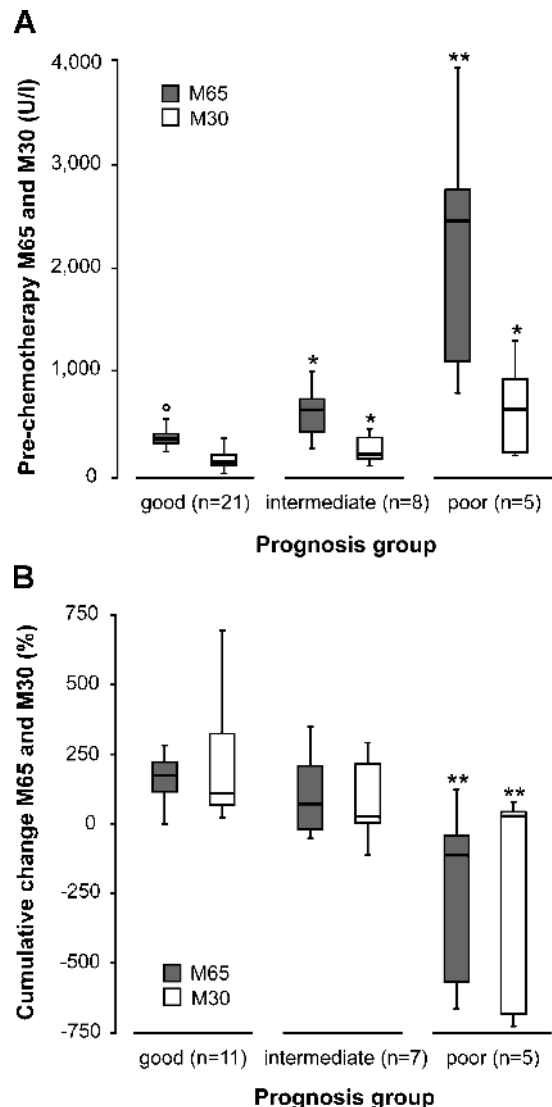 A
Pre-chemotherapy M65 and M30 (U/l)
4,000
3,000
2,000
1,000
0
M65
M30
**
*
*
*
good (n=21) intermediate (n=8) poor (n=5)
Prognosis group
B
Cumulative change M65 and M30 (%)
750
500
250
0
-250
-500
-750
** **
M65
M30
good (n=11) intermediate (n=7) poor (n=5)
Prognosis group